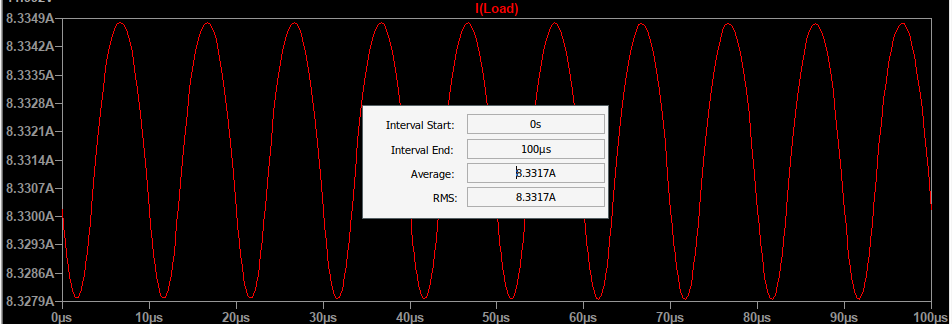 I(Load)
8.3349A
8.3342A
8.3335A
8.3328A
8.3321A
8.3314A
8.3307A
8.3300A
8.3293A
8.3286A
8.3279A
Interval Start: 0s
Interval End: 100µs
Average: 8.3317A
RMS: 8.3317A
0µs 10µs 20µs 30µs 40µs 50µs 60µs 70µs 80µs 90µs 100µs